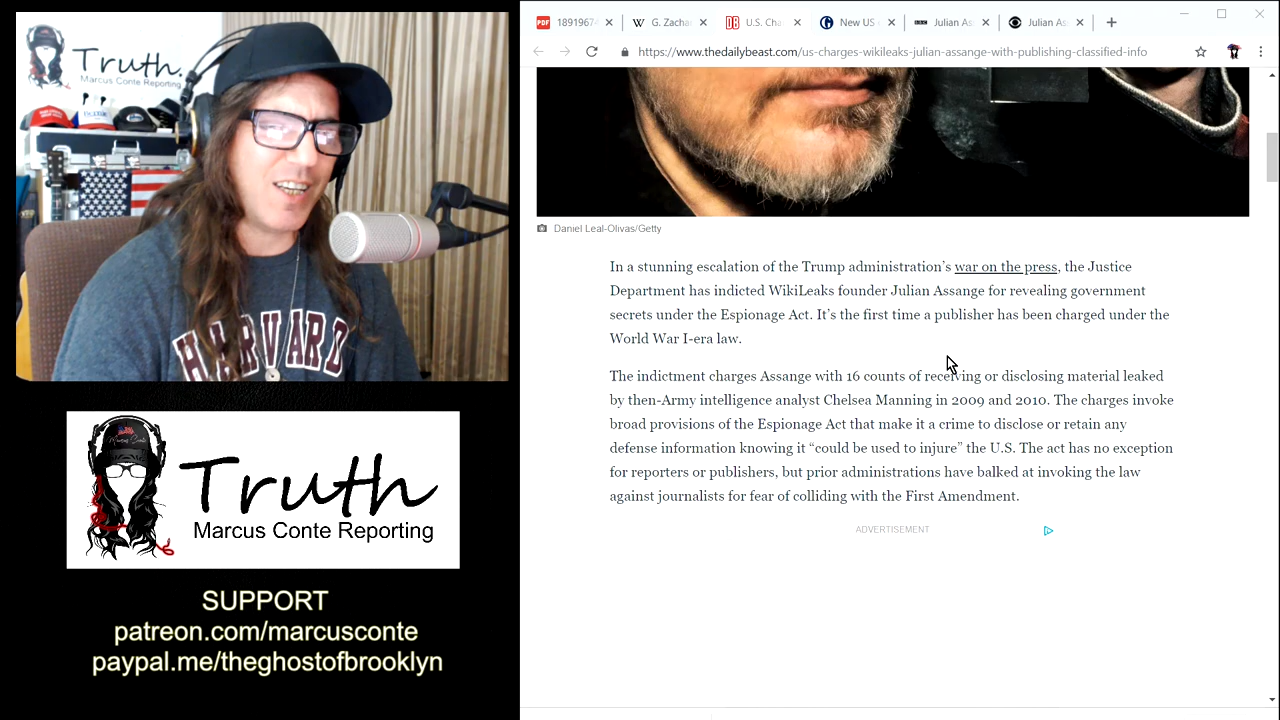 Truth.
Marcus Conte Reporting
HARVARD
Marcus Conte
Truth
Marcus Conte Reporting
SUPPORT
patreon.com/marcusconte
paypal.me/theghostofbrooklyn
1891967
G. Zachar
U.S. Cha
New US
Julian As
Julian As
https://www.thedailybeast.com/us-charges-wikileaks-julian-assange-with-publishing-classified-info
Daniel Leal-Olivas/Getty
In a stunning escalation of the Trump administration’s war on the press, the Justice
Department has indicted WikiLeaks founder Julian Assange for revealing government
secrets under the Espionage Act. It’s the first time a publisher has been charged under the
World War I-era law.
The indictment charges Assange with 16 counts of receiving or disclosing material leaked
by then-Army intelligence analyst Chelsea Manning in 2009 and 2010. The charges invoke
broad provisions of the Espionage Act that make it a crime to disclose or retain any
defense information knowing it “could be used to injure” the U.S. The act has no exception
for reporters or publishers, but prior administrations have balked at invoking the law
against journalists for fear of colliding with the First Amendment.
ADVERTISEMENT